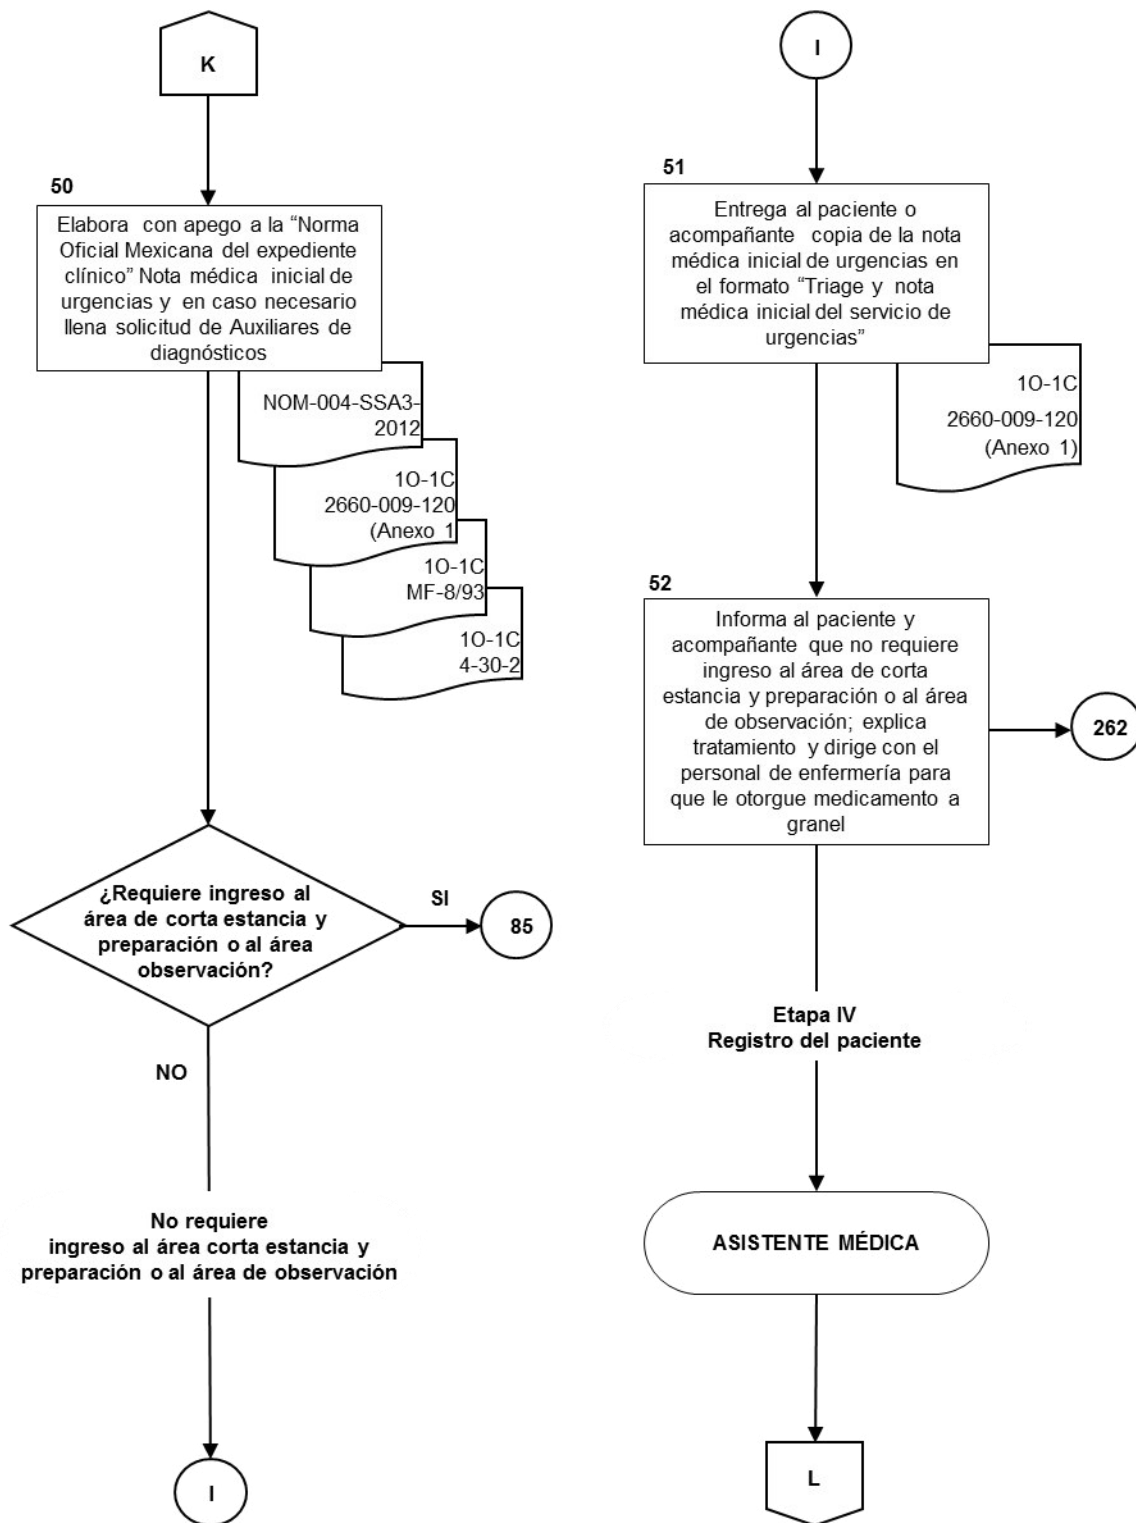 K
50
Elabora con apego a la “Norma
Oficial Mexicana del expediente
clínico” Nota médica inicial de
urgencias y en caso necesario
llena solicitud de Auxiliares de
diagnósticos
NOM-004-SSA3-
2012
1O-1C
2660-009-120
(Anexo 1
1O-1C
MF-8/93
1O-1C
4-30-2
¿Requiere ingreso al
área de corta estancia y
preparación o al área
observación?
SI
85
NO
No requiere
ingreso al área corta estancia y
preparación o al área de observación
I
I
51
Entrega al paciente o
acompañante copia de la nota
médica inicial de urgencias en
el formato “Triage y nota
médica inicial del servicio de
urgencias”
1O-1C
2660-009-120
(Anexo 1)
52
Informa al paciente y
acompañante que no requiere
ingreso al área de corta
estancia y preparación o al área
de observación; explica
tratamiento y dirige con el
personal de enfermería para
que le otorgue medicamento a
granel
262
Etapa IV
Registro del paciente
ASISTENTE MÉDICA
L